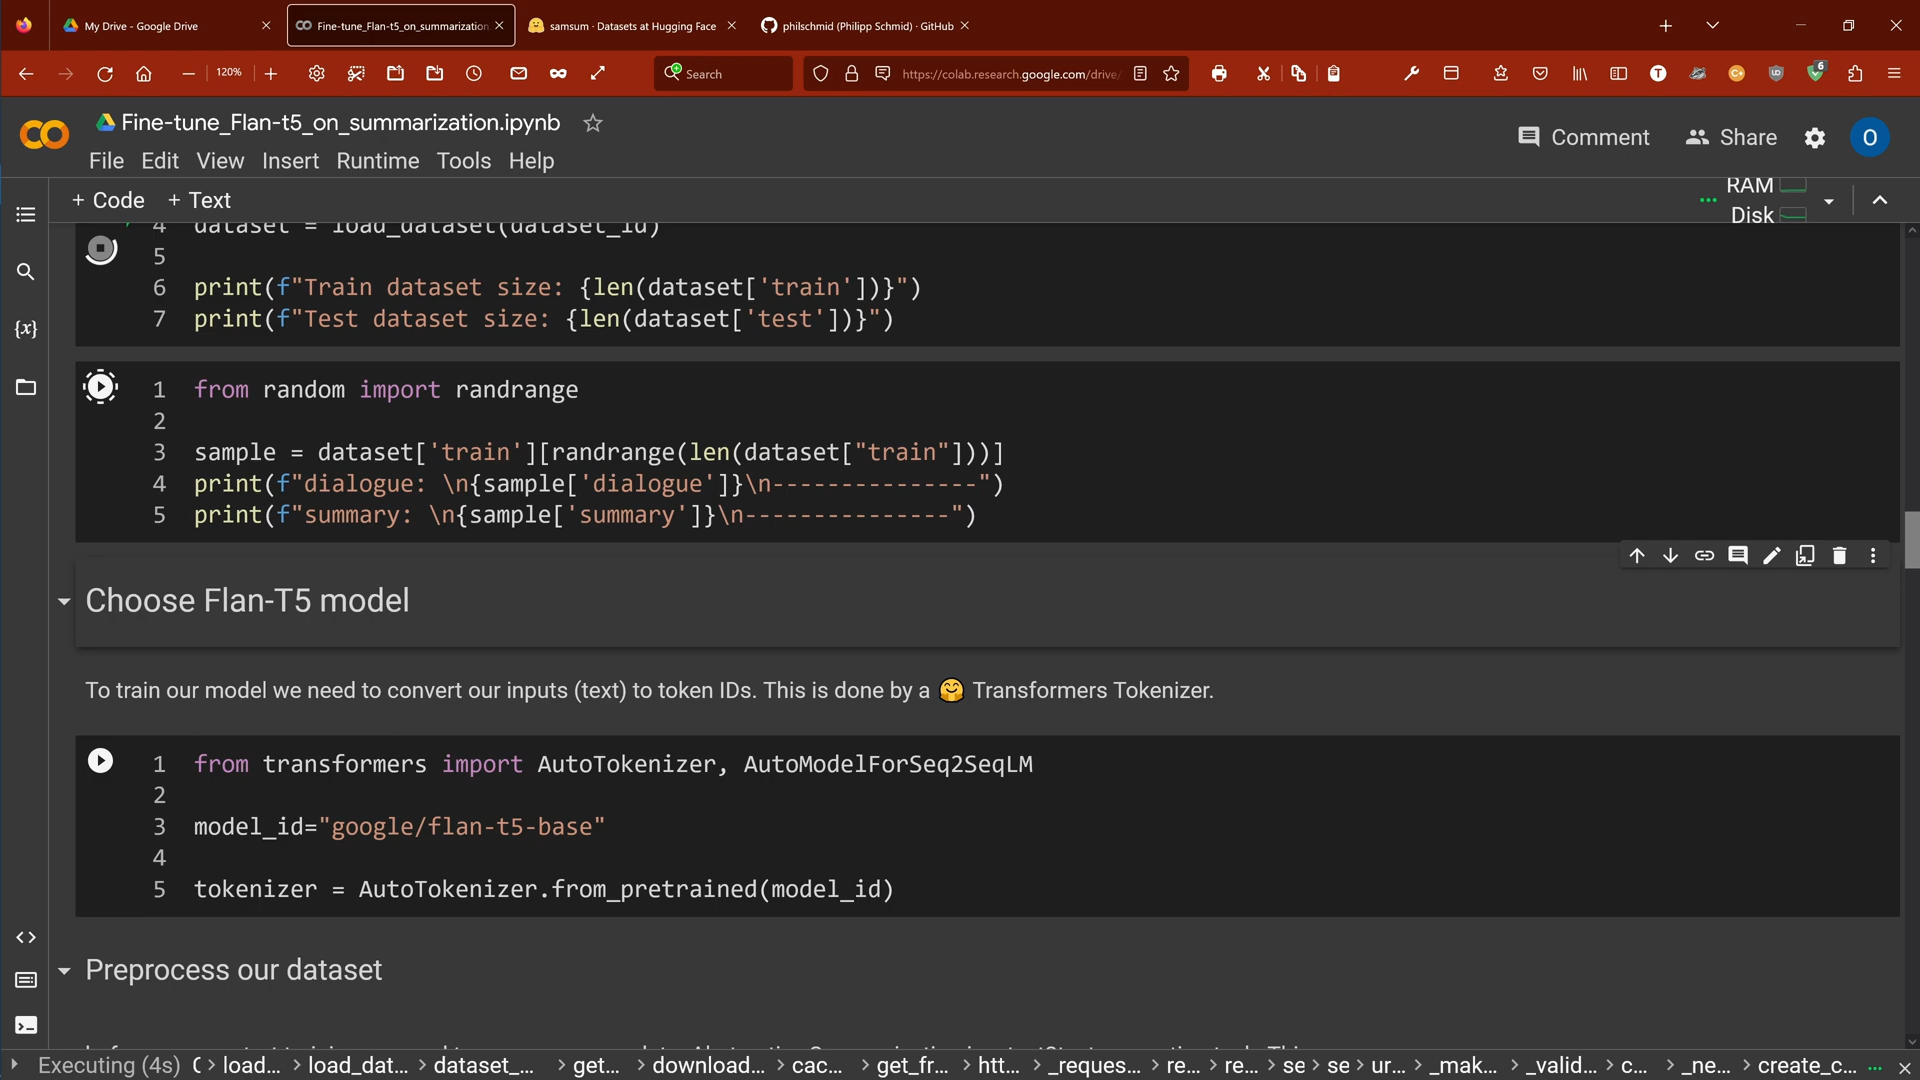 My Drive - Google Drive
Fine-tune_Flan-t5_on_summarization.
samsum · Datasets at Hugging Face
philschmid (Philipp Schmid) · GitHub
120%
Search
https://colab.research.google.com/drive/
6
Fine-tune_Flan-t5_on_summarization.ipynb
File Edit View Insert Runtime Tools Help
Comment
Share
O
+ Code + Text
RAM
Disk
4 dataset = load_dataset(dataset_id)
5
6 print(f"Train dataset size: {len(dataset['train'])}")
7 print(f"Test dataset size: {len(dataset['test'])}")
1 from random import randrange
2
3 sample = dataset['train'][randrange(len(dataset["train"]))]
4 print(f"dialogue: \n{sample['dialogue']}\n---------------")
5 print(f"summary: \n{sample['summary']}\n---------------")
Choose Flan-T5 model
To train our model we need to convert our inputs (text) to token IDs. This is done by a 🤗 Transformers Tokenizer.
1 from transformers import AutoTokenizer, AutoModelForSeq2SeqLM
2
3 model_id="google/flan-t5-base"
4
5 tokenizer = AutoTokenizer.from_pretrained(model_id)
Preprocess our dataset
Executing (4s) > load... > load_dat... > dataset_... > get... > download... > cac... > get_fr... > htt... > _reques... > re... > re... > se > se > ur... > _mak... > _valid... > c... > _ne... > create_c... ...